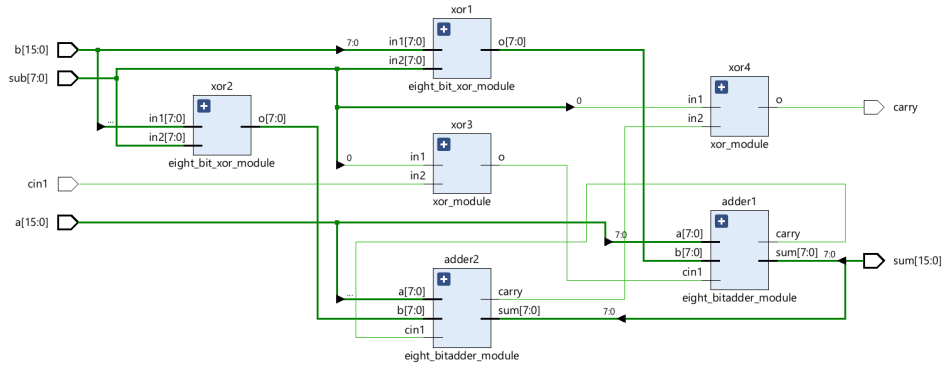 xor1
b[15:0]
7:0
in1[7:0]
o[7:0]
in2[7:0]
sub[7:0]
eight_bit_xor_module
xor2
xor4
0
in1
o
carry
in2
xor_module
...
in1[7:0]
o[7:0]
in2[7:0]
eight_bit_xor_module
xor3
0
in1
o
in2
xor_module
cin1
a[15:0]
adder1
7:0
a[7:0]
carry
b[7:0]
sum[7:0]
7:0
sum[15:0]
cin1
eight_bitadder_module
adder2
...
a[7:0]
carry
b[7:0]
sum[7:0]
7:0
cin1
eight_bitadder_module